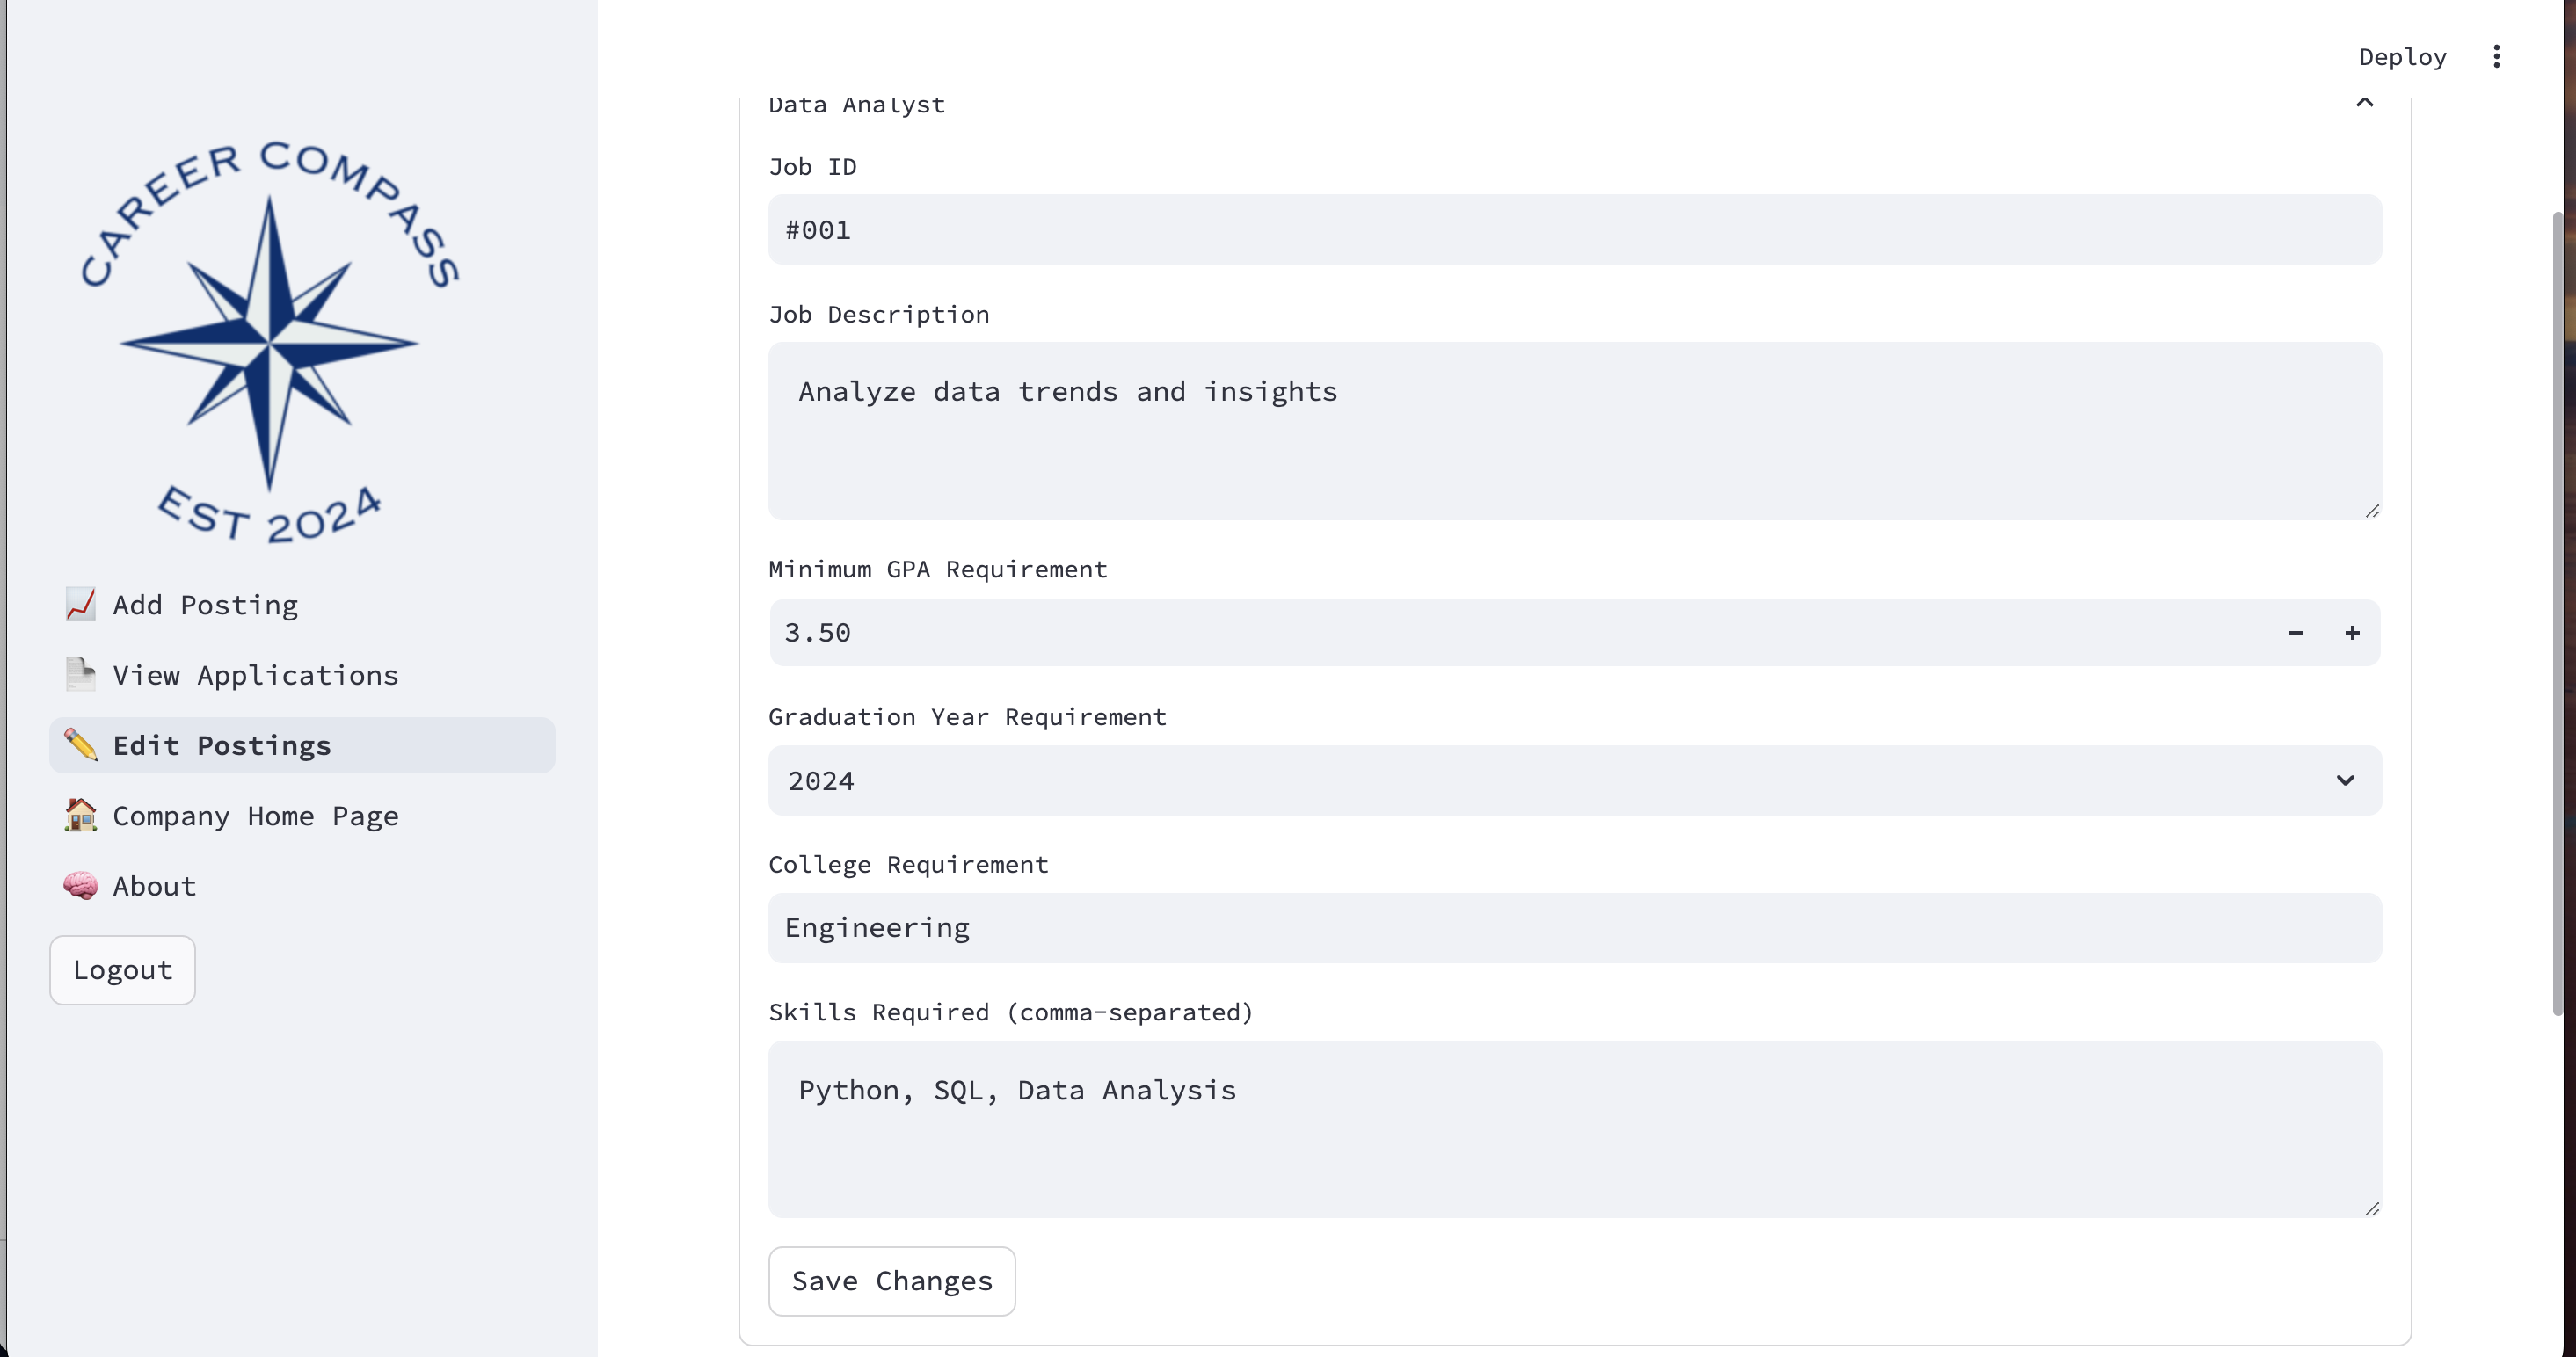 CAREER COMPASS
EST 2024
Add Posting
View Applications
Edit Postings
Company Home Page
About
Logout
Deploy
Data Analyst
Job ID
#001
Job Description
Analyze data trends and insights
Minimum GPA Requirement
3.50
Graduation Year Requirement
2024
College Requirement
Engineering
Skills Required (comma-separated)
Python, SQL, Data Analysis
Save Changes